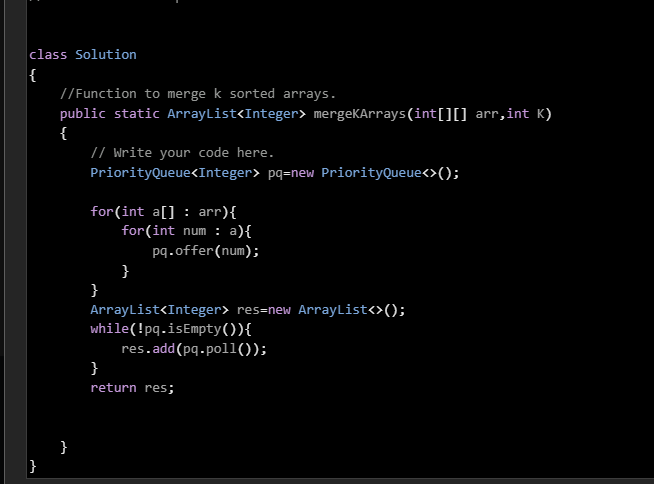 class Solution
{
    //Function to merge k sorted arrays.
    public static ArrayList<Integer> mergeKArrays(int[][] arr,int K)
    {
        // Write your code here.
        PriorityQueue<Integer> pq=new PriorityQueue<>();
        for(int a[] : arr){
            for(int num : a){
                pq.offer(num);
            }
        }
        ArrayList<Integer> res=new ArrayList<>();
        while(!pq.isEmpty()){
            res.add(pq.poll());
        }
        return res;
    }
}